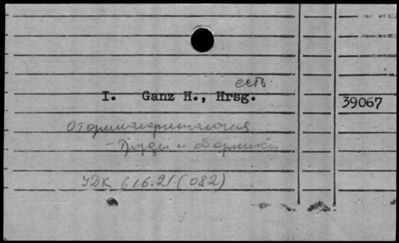 есть
I. Ganz H., Hrsg.
39067
Оториноларингология
- Труды и сборники
УДК 616.21 (082)